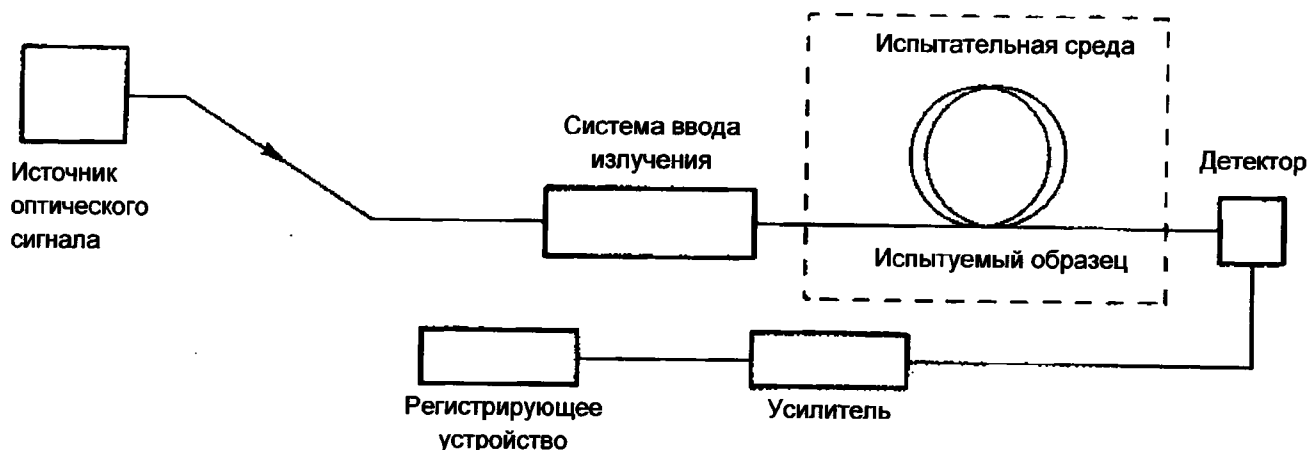 Испытательная среда
Система ввода
излучения
Детектор
Источник
оптического
сигнала
Испытуемый образец
Регистрирующее
устройство
Усилитель